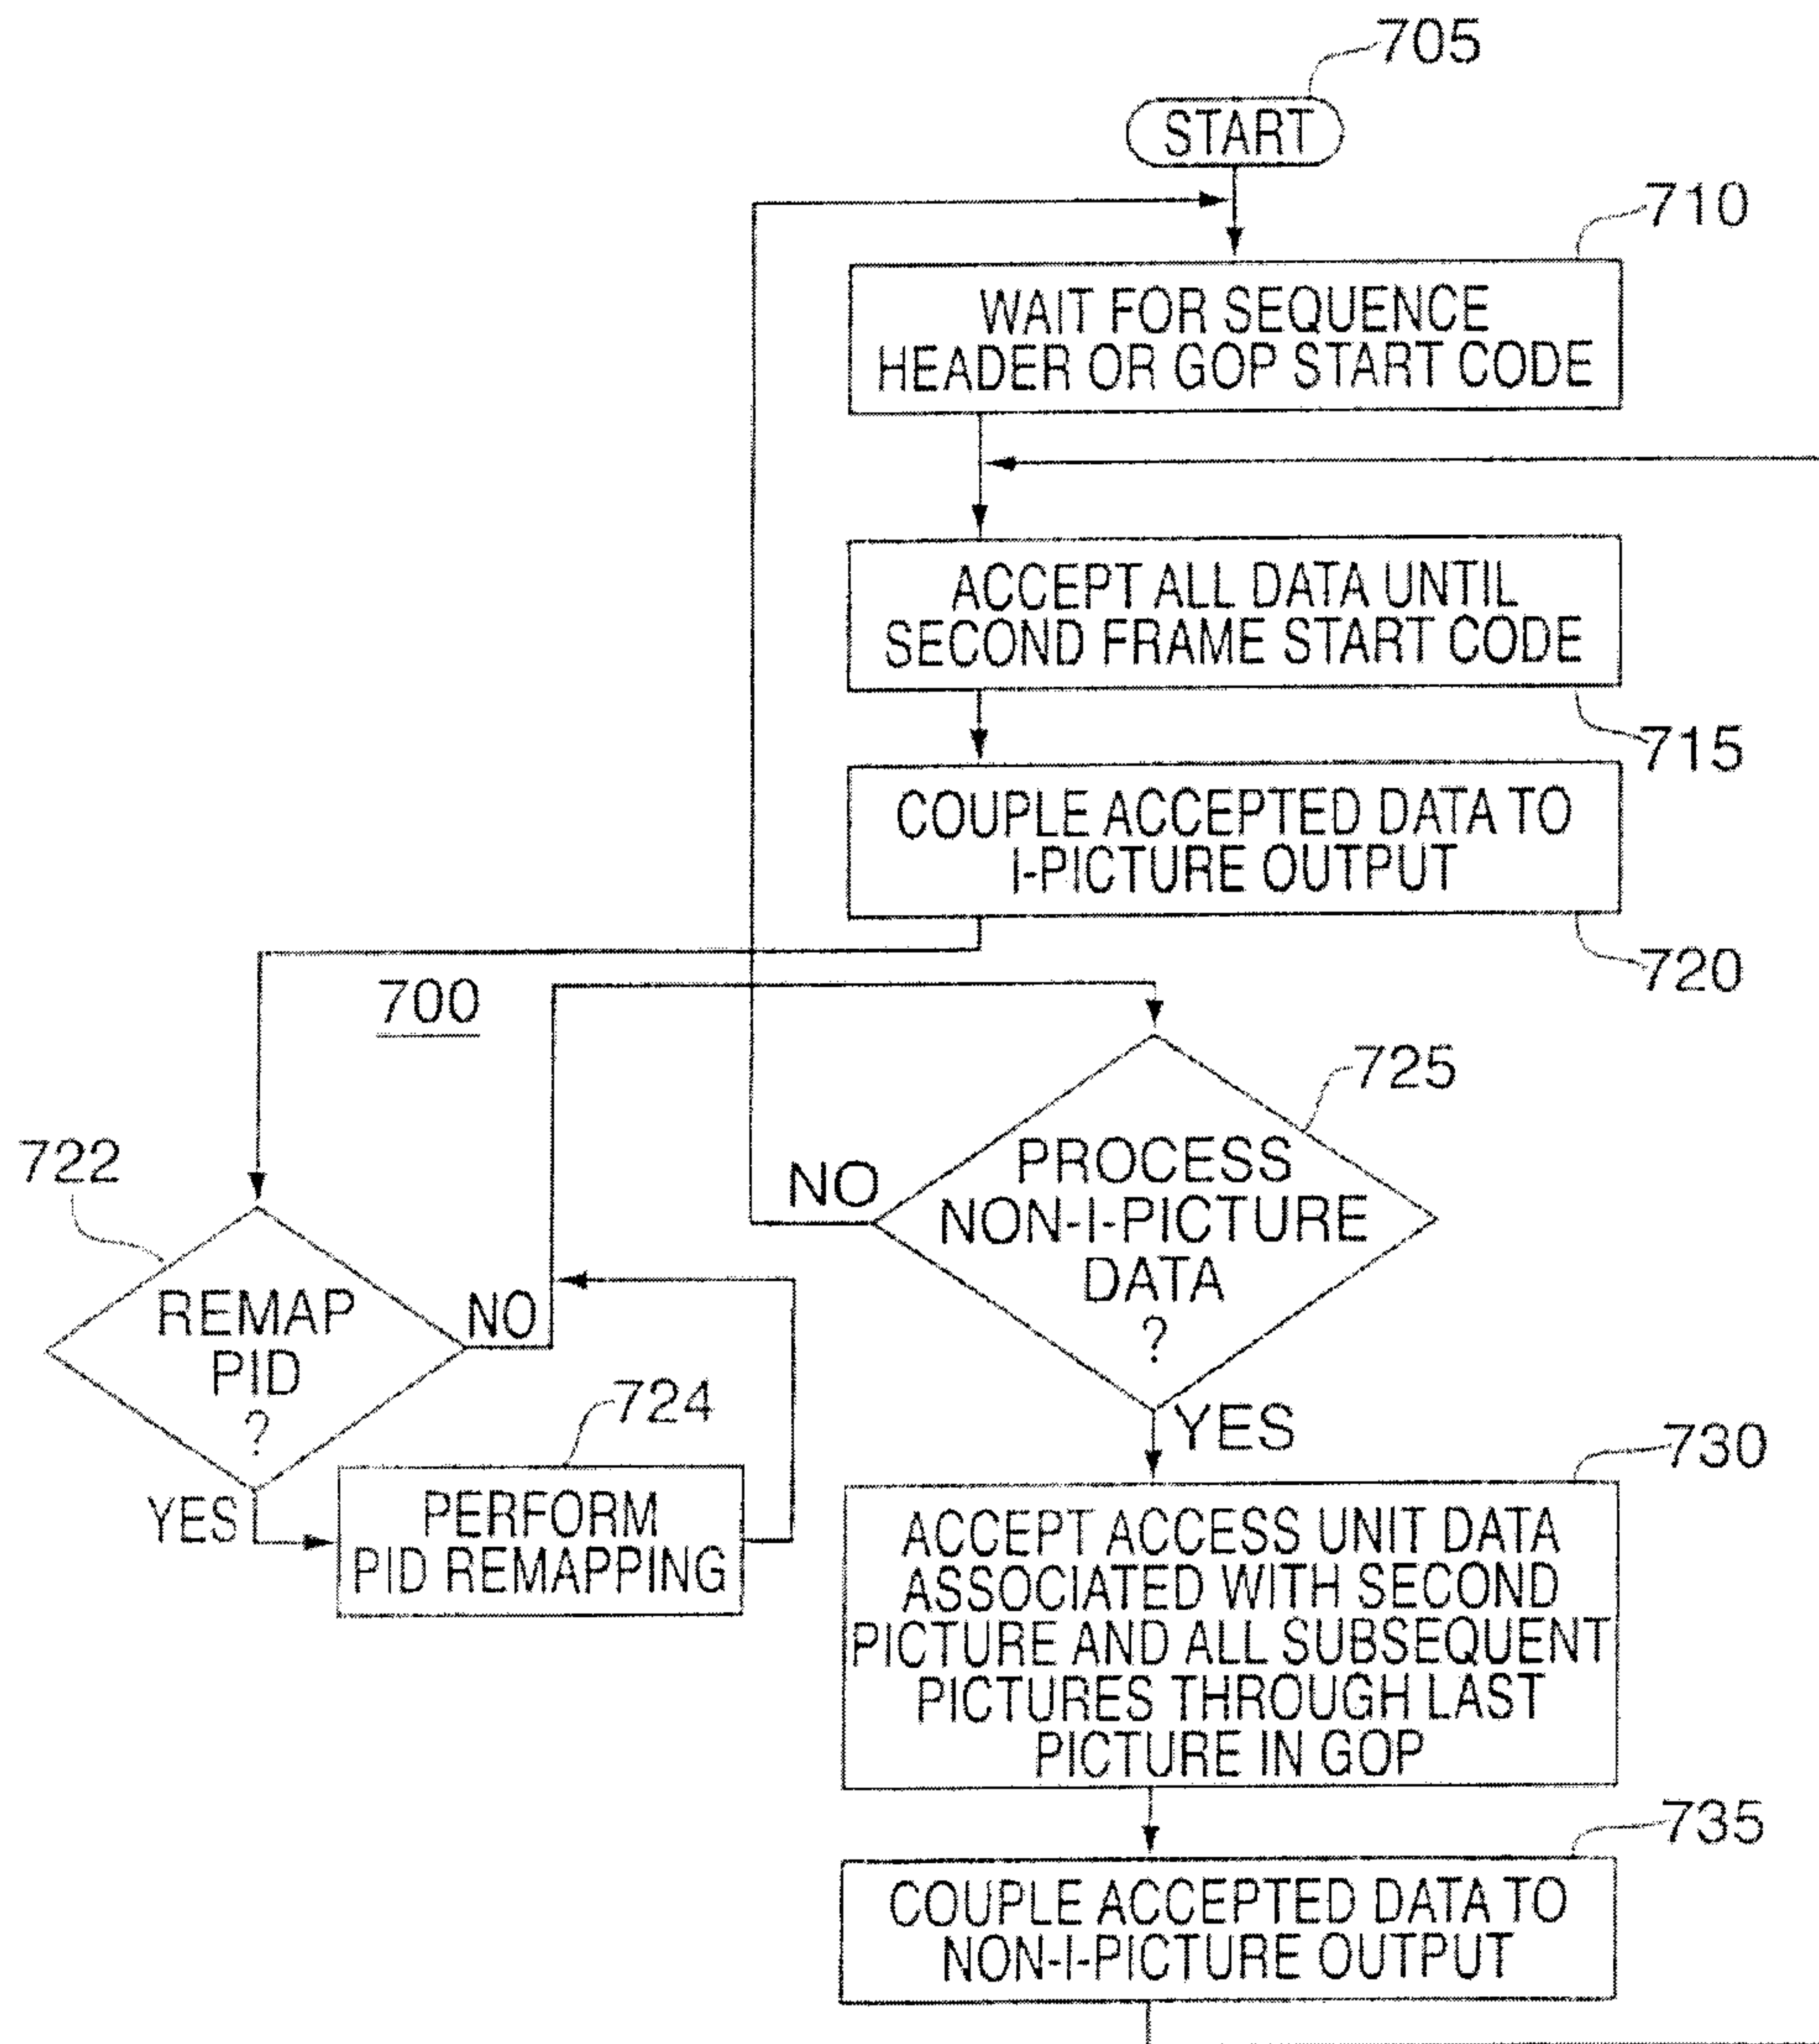 705
START
710
WAIT FOR SEQUENCE
HEADER OR GOP START CODE
ACCEPT ALL DATA UNTIL
SECOND FRAME START CODE
715
COUPLE ACCEPTED DATA TO
I-PICTURE OUTPUT
720
700
725
722
PROCESS
NON-I-PICTURE
DATA
?
NO
REMAP
PID
?
NO
724
YES
PERFORM
PID REMAPPING
YES
730
ACCEPT ACCESS UNIT DATA
ASSOCIATED WITH SECOND
PICTURE AND ALL SUBSEQUENT
PICTURES THROUGH LAST
PICTURE IN GOP
735
COUPLE ACCEPTED DATA TO
NON-I-PICTURE OUTPUT